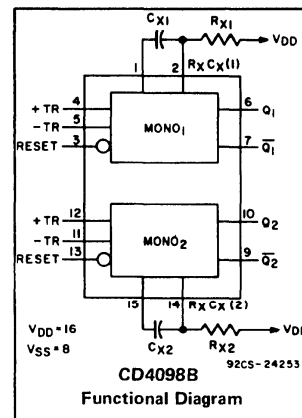 CX1 RX1
VDD
1 2 RXCX(1)
+TR 4 6 Q1
-TR 5 MONO1
RESET 3 7 Q̅1
+TR 12 10 Q2
-TR 11 MONO2
RESET 13 9 Q̅2
15 14 RXCX(2)
VDD=16 VD
VSS=8 CX2 RX2
92CS-24253
CD4098B
Functional Diagram